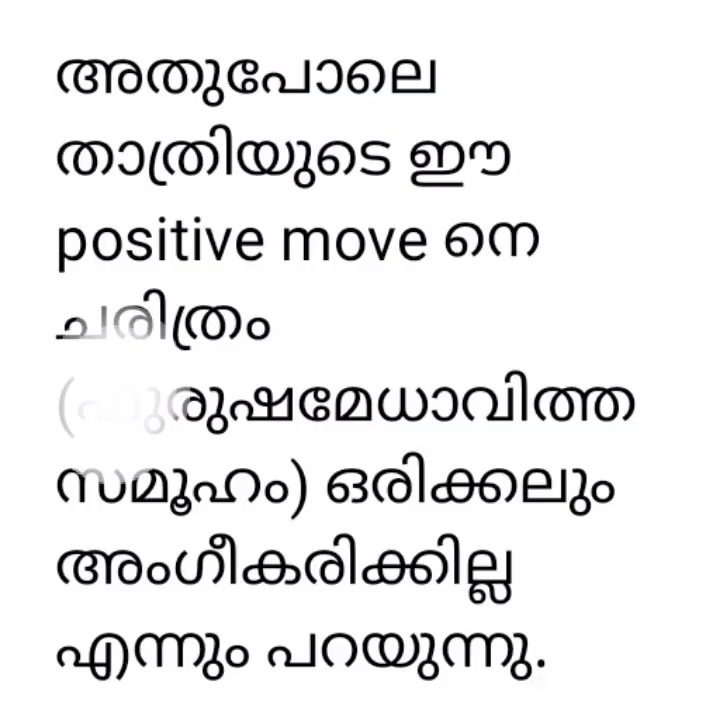 അതുപോലെ
താത്രിയുടെ ഈ
positive move നെ
ചരിത്രം
(പുരുഷമേധാവിത്ത
സമൂഹം) ഒരിക്കലും
അംഗീകരിക്കില്ല
എന്നും പറയുന്നു.